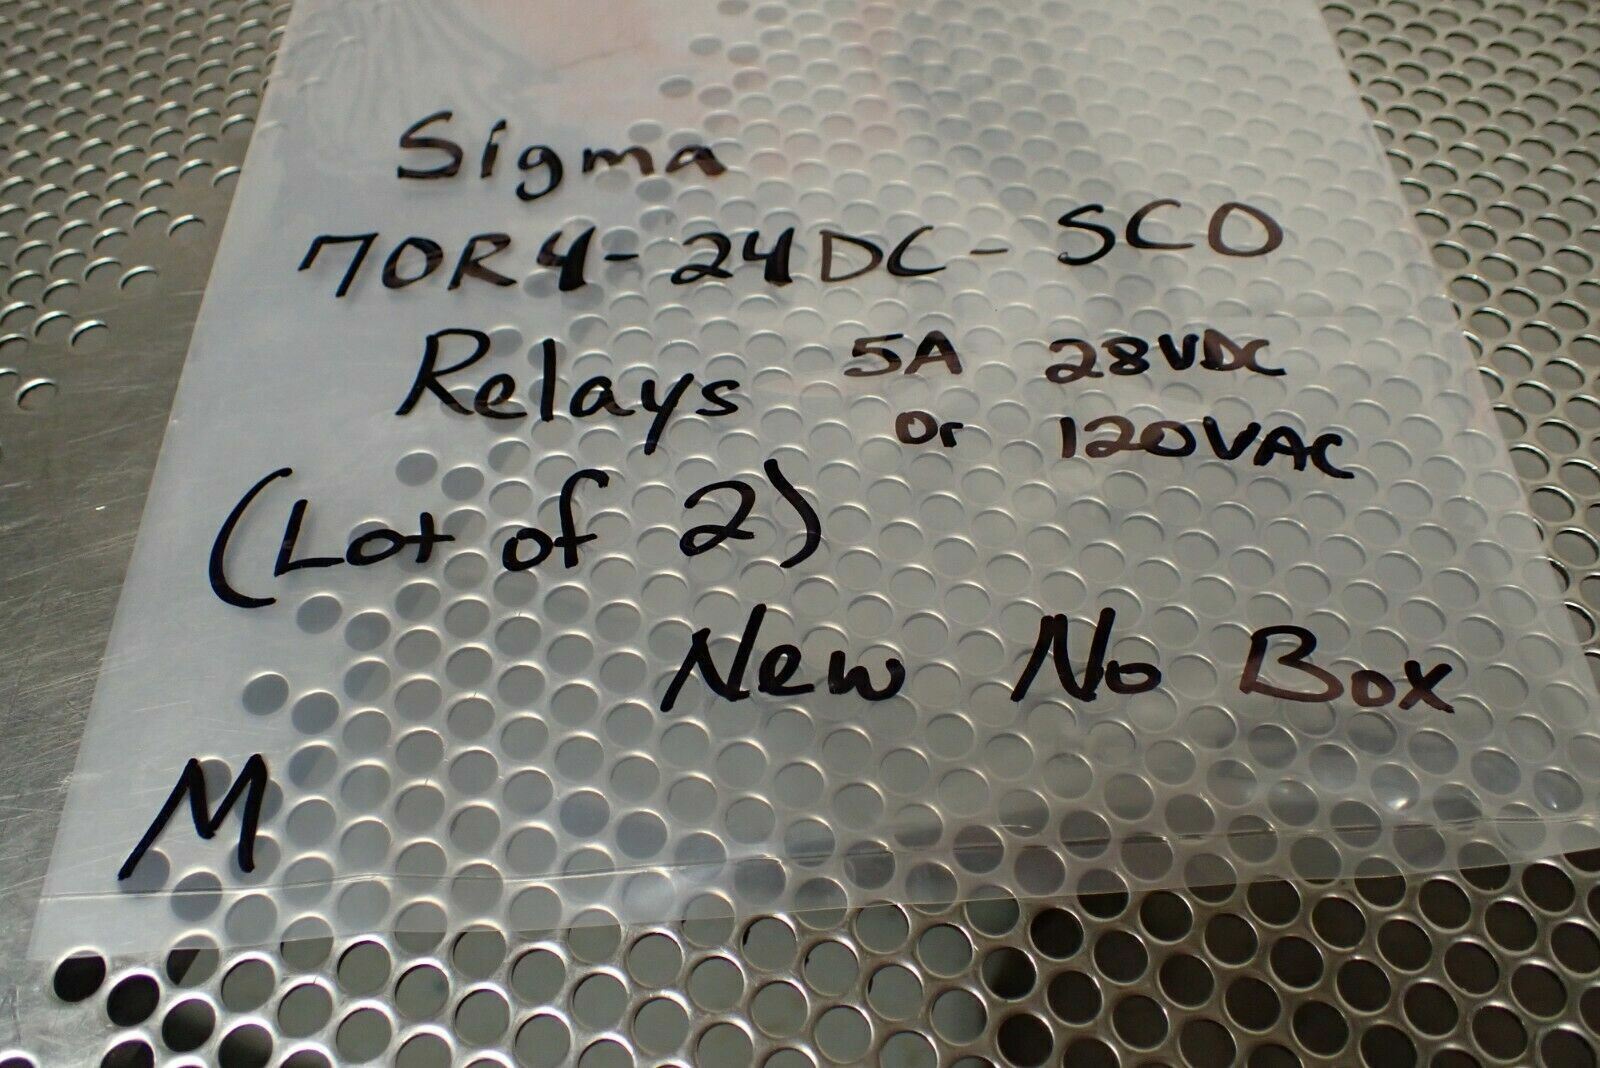 Sigma
70R4-24DC-SCO
Relays 5A 28VDC
or 120VAC
(Lot of 2)
New No Box
M